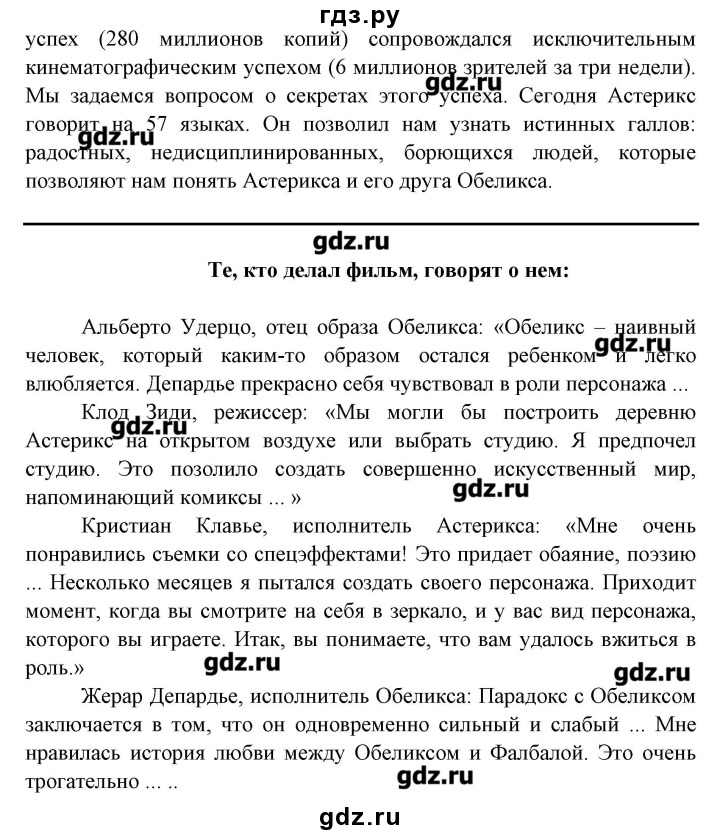 гдз.ру
успех (280 миллионов копий) сопровождался исключительным
кинематографическим успехом (6 миллионов зрителей за три недели).
gdz.ru
Мы задаемся вопросом о секретах этого успеха. Сегодня Астерикс
говорит на 57 языках. Он позволил нам узнать истинных галлов:
gdz.ru
радостных, недисциплинированных, борющихся людей, которые
позволяют нам понять Астерикса и его друга Обеликса.
gdz.ru
Те, кто делал фильм, говорят о нем:
Альберто Удерцо, отец образа Обеликса: «Обеликс – наивный
gdz.ru
человек, который каким-то образом остался ребенком и легко
влюбляется. Депардье прекрасно себя чувствовал в роли персонажа ...
Клод Зиди, режиссер: «Мы могли бы построить деревню
gdz.ru
Астерикс на открытом воздухе или выбрать студию. Я предпочел
студию. Это позолило создать совершенно искусственный мир,
напоминающий комиксы ... »
gdz.ru
Кристиан Клавье, исполнитель Астерикса: «Мне очень
понравились съемки со спецэффектами! Это придает обаяние, поэзию
... Несколько месяцев я пытался создать своего персонажа. Приходит
момент, когда вы смотрите на себя в зеркало, и у вас вид персонажа,
которого вы играете. Итак, вы понимаете, что вам удалось вжиться в
роль.»
gdz.ru
gdz.ru
Жерар Депардье, исполнитель Обеликса: Парадокс с Обеликсом
заключается в том, что он одновременно сильный и слабый ... Мне
нравилась история любви между Обеликсом и Фалбалой. Это очень
трогательно ... ..
gdz.ru
gdz.ru